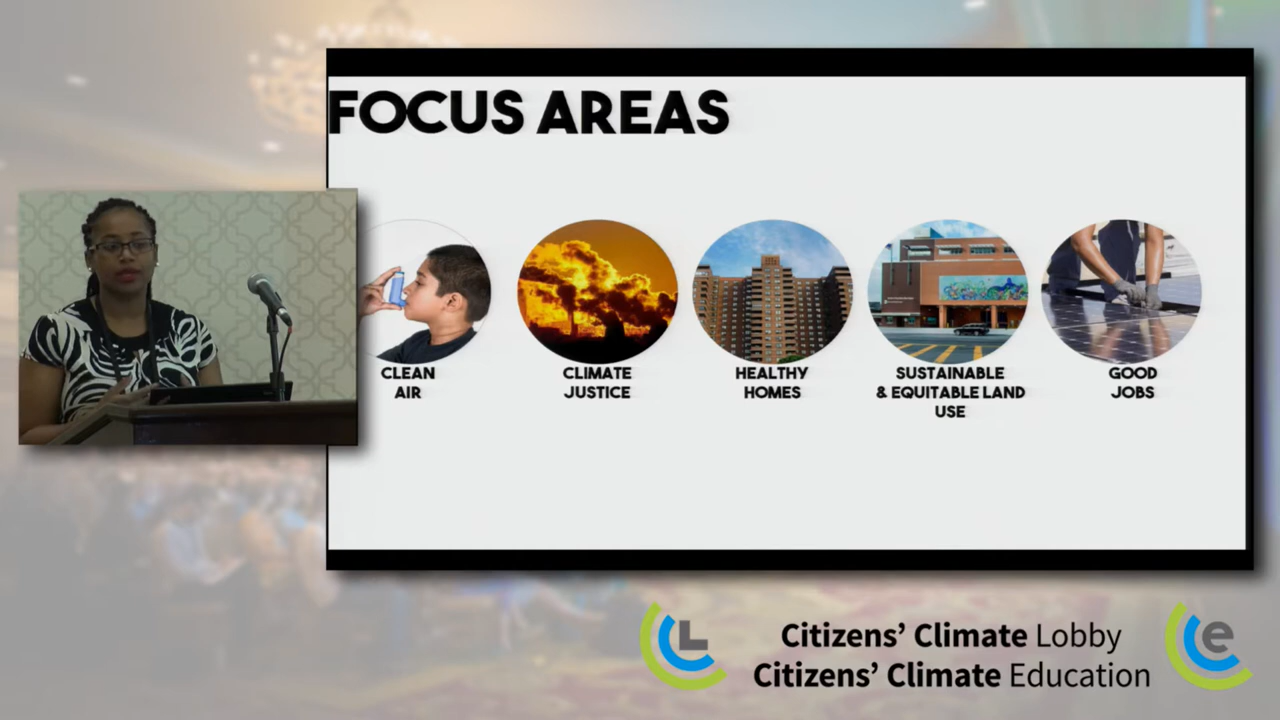 FOCUS AREAS
CLEAN
AIR
CLIMATE
JUSTICE
HEALTHY
HOMES
SUSTAINABLE
& EQUITABLE LAND
USE
GOOD
JOBS
L
Citizens’ Climate Lobby
Citizens’ Climate Education
e